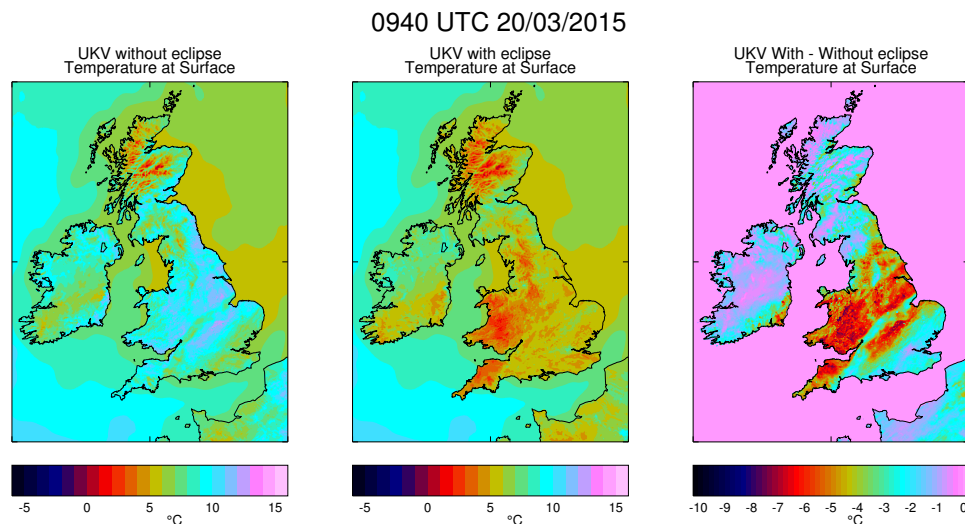 0940 UTC 20/03/2015
UKV without eclipse
Temperature at Surface
-5 0 5 10 15
°C
UKV with eclipse
Temperature at Surface
-5 0 5 10 15
°C
UKV With - Without eclipse
Temperature at Surface
-10 -9 -8 -7 -6 -5 -4 -3 -2 -1 0
°C